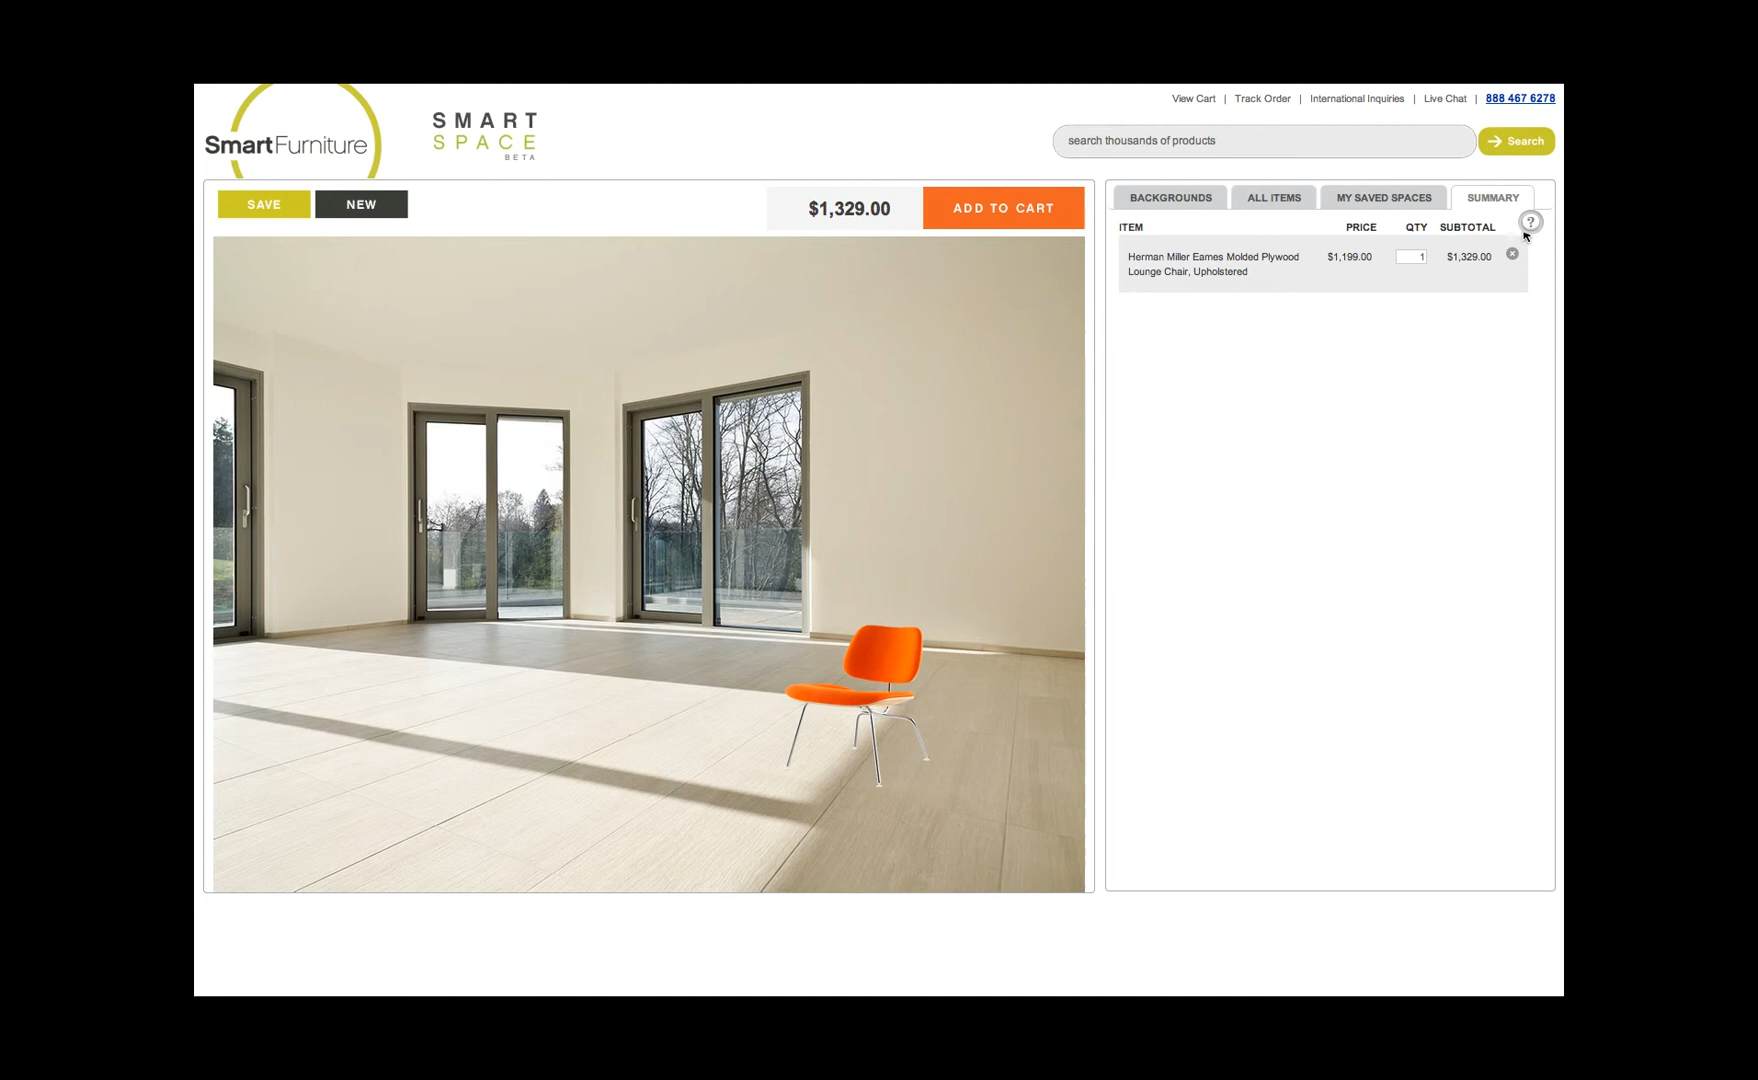 SmartFurniture
SMART
SPACE
BETA
View Cart | Track Order | International Inquiries | Live Chat | 888 467 6278
search thousands of products
Search
SAVE
NEW
$1,329.00
ADD TO CART
BACKGROUNDS
ALL ITEMS
MY SAVED SPACES
SUMMARY
?
ITEM PRICE QTY SUBTOTAL
Herman Miller Eames Molded Plywood $1,199.00 1 $1,329.00
Lounge Chair, Upholstered